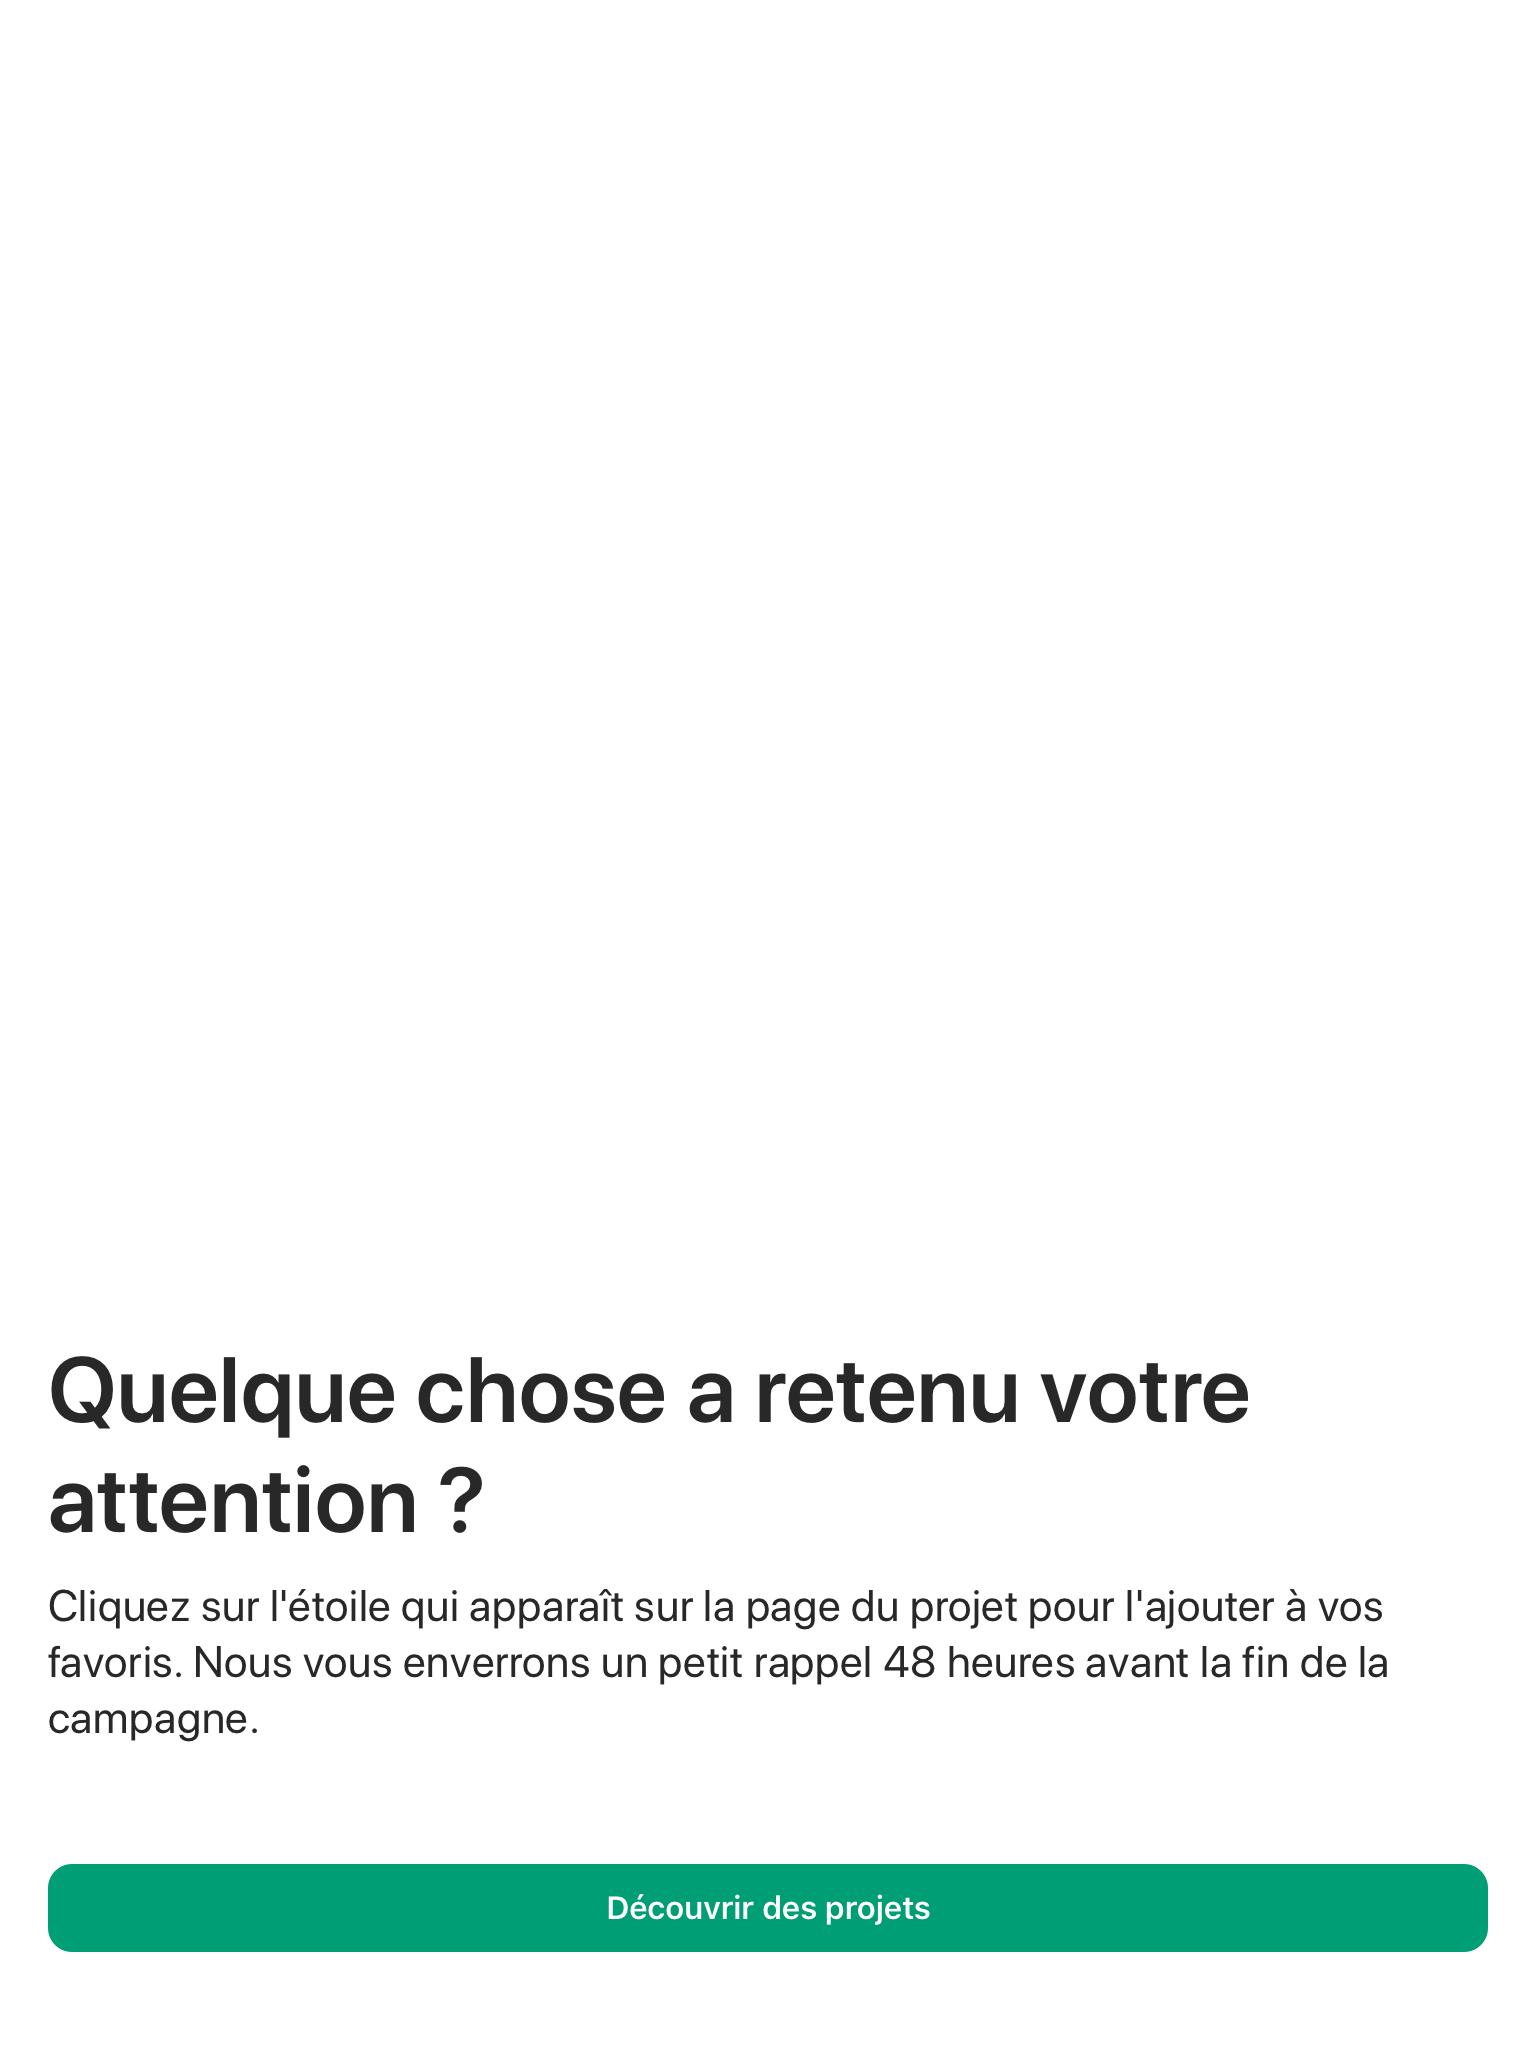 Quelque chose a retenu votre
attention ?
Cliquez sur l'étoile qui apparaît sur la page du projet pour l'ajouter à vos
favoris. Nous vous enverrons un petit rappel 48 heures avant la fin de la
campagne.
Découvrir des projets